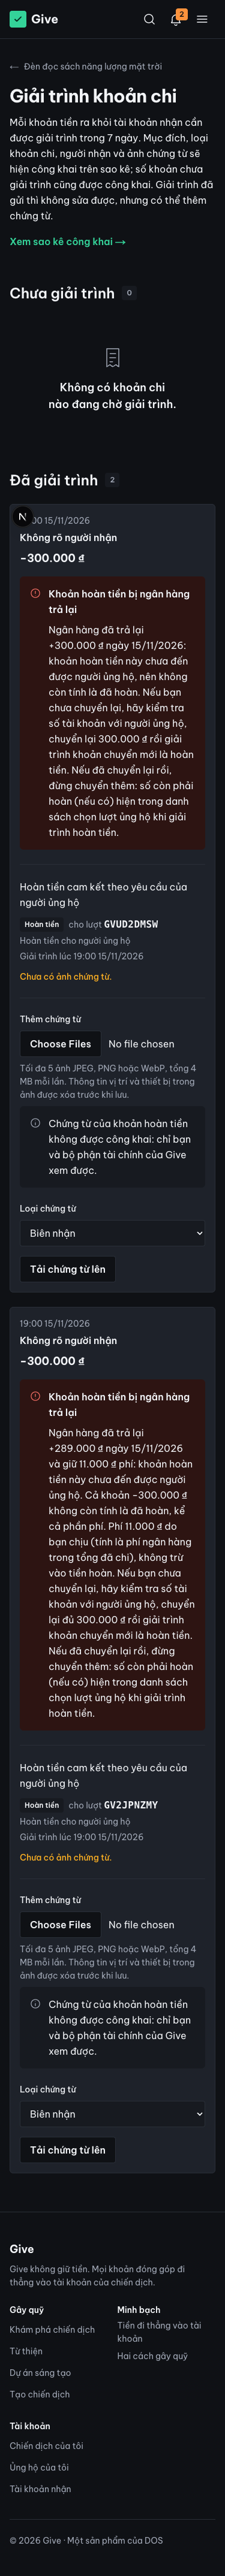 Give
2
← Đèn đọc sách năng lượng mặt trời
Giải trình khoản chi
Mỗi khoản tiền ra khỏi tài khoản nhận cần
được giải trình trong 7 ngày. Mục đích, loại
khoản chi, người nhận và ảnh chứng từ sẽ
hiện công khai trên sao kê; số khoản chưa
giải trình cũng được công khai. Giải trình đã
gửi thì không sửa được, nhưng có thể thêm
chứng từ.
Xem sao kê công khai →
Chưa giải trình 0
Không có khoản chi
nào đang chờ giải trình.
Đã giải trình 2
N
00 15/11/2026
Không rõ người nhận
-300.000 ₫
Khoản hoàn tiền bị ngân hàng
trả lại
Ngân hàng đã trả lại
+300.000 ₫ ngày 15/11/2026:
khoản hoàn tiền này chưa đến
được người ủng hộ, nên không
còn tính là đã hoàn. Nếu bạn
chưa chuyển lại, hãy kiểm tra
số tài khoản với người ủng hộ,
chuyển lại 300.000 ₫ rồi giải
trình khoản chuyển mới là hoàn
tiền. Nếu đã chuyển lại rồi,
đừng chuyển thêm: số còn phải
hoàn (nếu có) hiện trong danh
sách chọn lượt ủng hộ khi giải
trình hoàn tiền.
Hoàn tiền cam kết theo yêu cầu của
người ủng hộ
Hoàn tiền cho lượt GVUD2DMSW
Hoàn tiền cho người ủng hộ
Giải trình lúc 19:00 15/11/2026
Chưa có ảnh chứng từ.
Thêm chứng từ
Choose Files No file chosen
Tối đa 5 ảnh JPEG, PNG hoặc WebP, tổng 4
MB mỗi lần. Thông tin vị trí và thiết bị trong
ảnh được xóa trước khi lưu.
Chứng từ của khoản hoàn tiền
không được công khai: chỉ bạn
và bộ phận tài chính của Give
xem được.
Loại chứng từ
Biên nhận
Tải chứng từ lên
19:00 15/11/2026
Không rõ người nhận
-300.000 ₫
Khoản hoàn tiền bị ngân hàng
trả lại
Ngân hàng đã trả lại
+289.000 ₫ ngày 15/11/2026
và giữ 11.000 ₫ phí: khoản hoàn
tiền này chưa đến được người
ủng hộ. Cả khoản -300.000 ₫
không còn tính là đã hoàn, kể
cả phần phí. Phí 11.000 ₫ do
bạn chịu (tính là phí ngân hàng
trong tổng đã chi), không trừ
vào tiền hoàn. Nếu bạn chưa
chuyển lại, hãy kiểm tra số tài
khoản với người ủng hộ, chuyển
lại đủ 300.000 ₫ rồi giải trình
khoản chuyển mới là hoàn tiền.
Nếu đã chuyển lại rồi, đừng
chuyển thêm: số còn phải hoàn
(nếu có) hiện trong danh sách
chọn lượt ủng hộ khi giải trình
hoàn tiền.
Hoàn tiền cam kết theo yêu cầu của
người ủng hộ
Hoàn tiền cho lượt GV2JPNZMY
Hoàn tiền cho người ủng hộ
Giải trình lúc 19:00 15/11/2026
Chưa có ảnh chứng từ.
Thêm chứng từ
Choose Files No file chosen
Tối đa 5 ảnh JPEG, PNG hoặc WebP, tổng 4
MB mỗi lần. Thông tin vị trí và thiết bị trong
ảnh được xóa trước khi lưu.
Chứng từ của khoản hoàn tiền
không được công khai: chỉ bạn
và bộ phận tài chính của Give
xem được.
Loại chứng từ
Biên nhận
Tải chứng từ lên
Give
Give không giữ tiền. Mọi khoản đóng góp đi
thẳng vào tài khoản của chiến dịch.
Gây quỹ
Khám phá chiến dịch
Từ thiện
Dự án sáng tạo
Tạo chiến dịch
Minh bạch
Tiền đi thẳng vào tài
khoản
Hai cách gây quỹ
Tài khoản
Chiến dịch của tôi
Ủng hộ của tôi
Tài khoản nhận
© 2026 Give · Một sản phẩm của DOS